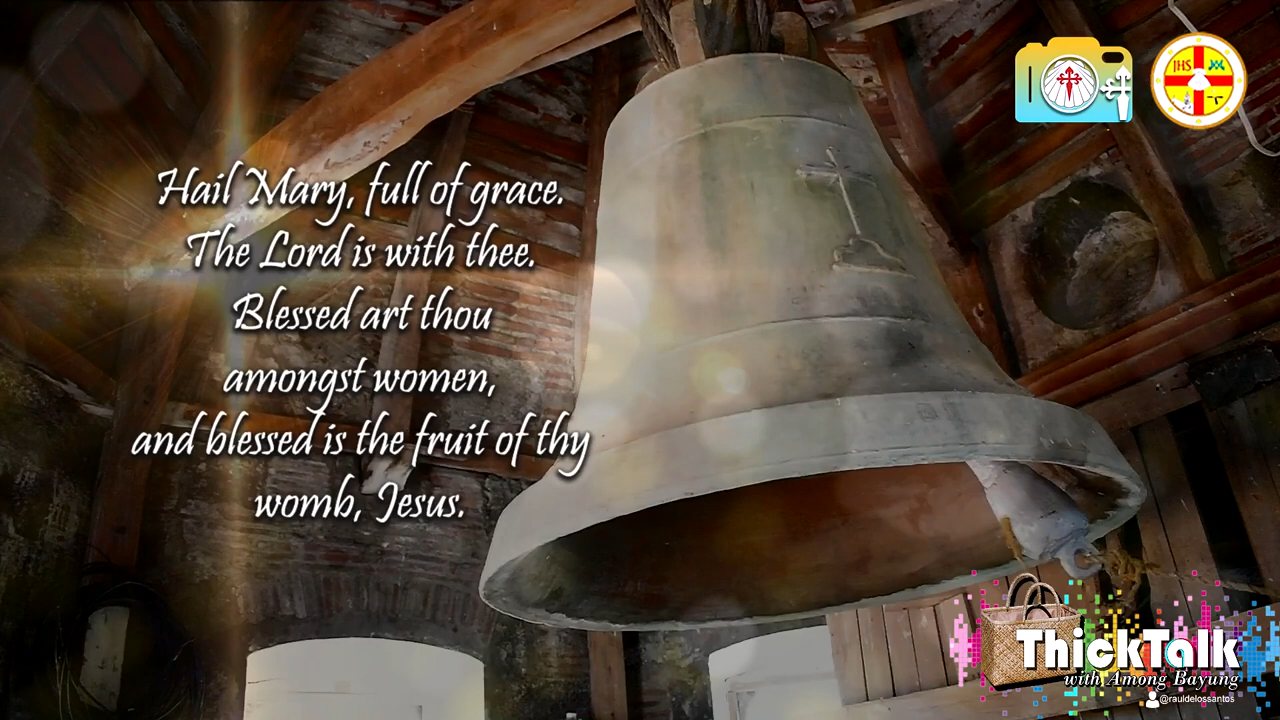 Hail Mary, full of grace.
The Lord is with thee.
Blessed art thou
amongst women,
and blessed is the fruit of thy
womb, Jesus.
JHS
ThickTalk
with Among Bayung
@rauldelossantos